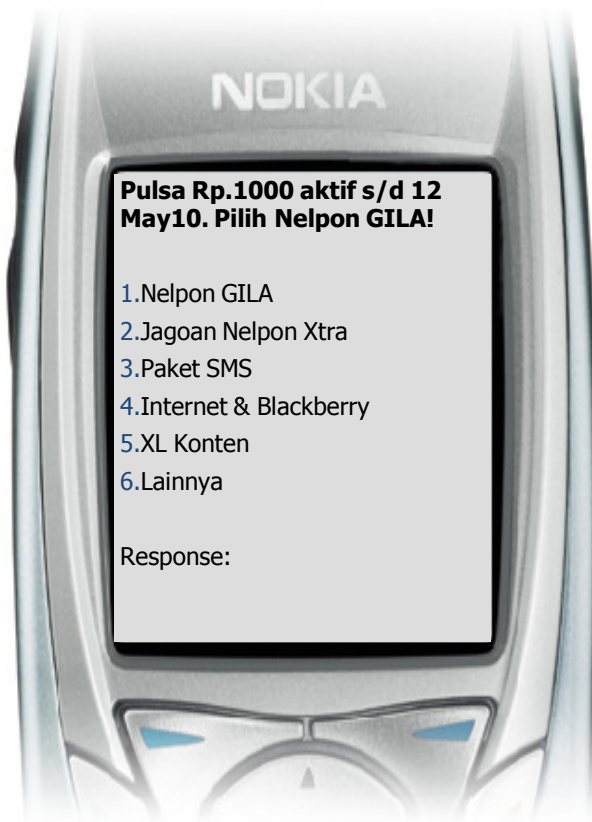 NOKIA
Pulsa Rp.1000 aktif s/d 12
May10. Pilih Nelpon GILA!
1.Nelpon GILA
2.Jagoan Nelpon Xtra
3.Paket SMS
4.Internet & Blackberry
5.XL Konten
6.Lainnya
Response: